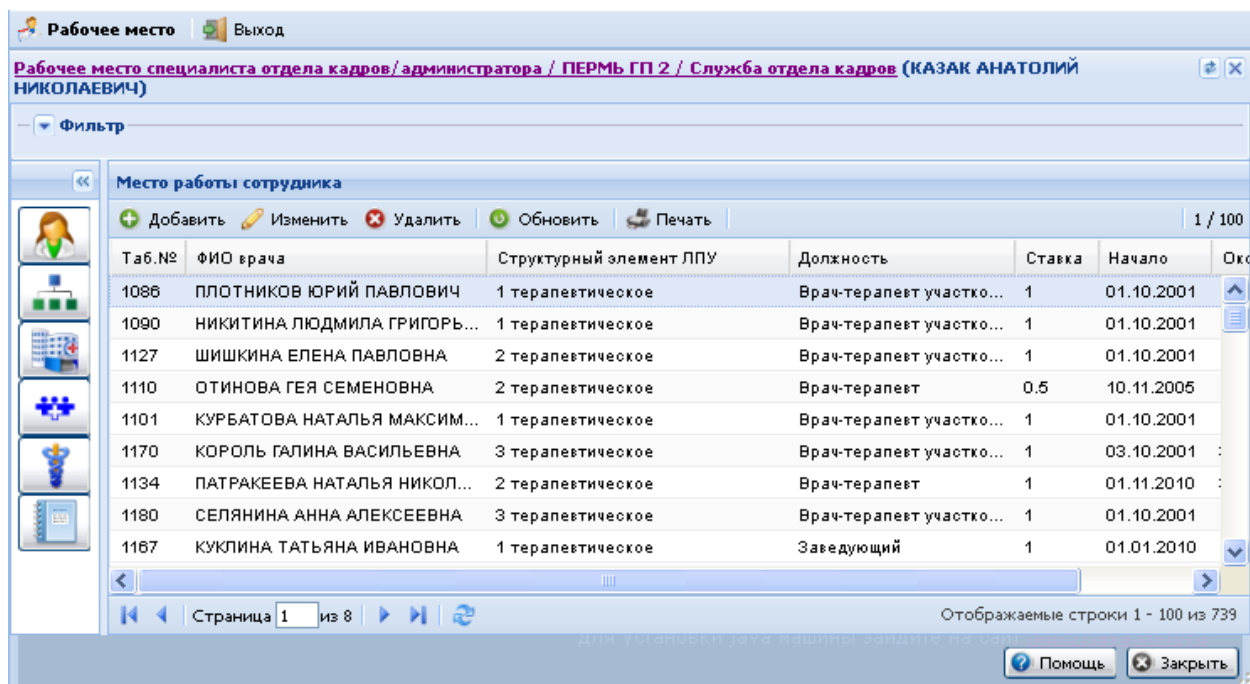 Рабочее место Выход
Рабочее место специалиста отдела кадров/администратора / ПЕРМЬ ГП 2 / Служба отдела кадров (КАЗАК АНАТОЛИЙ
НИКОЛАЕВИЧ)
Фильтр
Место работы сотрудника
Добавить Изменить Удалить Обновить Печать 1 / 100
Таб.№ ФИО врача Структурный элемент ЛПУ Должность Ставка Начало Око
1086 ПЛОТНИКОВ ЮРИЙ ПАВЛОВИЧ 1 терапевтическое Врач-терапевт участко... 1 01.10.2001
1090 НИКИТИНА ЛЮДМИЛА ГРИГОРЬ... 1 терапевтическое Врач-терапевт участко... 1 01.10.2001
1127 ШИШКИНА ЕЛЕНА ПАВЛОВНА 2 терапевтическое Врач-терапевт участко... 1 01.10.2001
1110 ОТИНОВА ГЕЯ СЕМЕНОВНА 2 терапевтическое Врач-терапевт 0.5 10.11.2005
1101 КУРБАТОВА НАТАЛЬЯ МАКСИМ... 1 терапевтическое Врач-терапевт участко... 1 01.10.2001
1170 КОРОЛЬ ГАЛИНА ВАСИЛЬЕВНА 3 терапевтическое Врач-терапевт участко... 1 03.10.2001
1134 ПАТРАКЕЕВА НАТАЛЬЯ НИКОЛ... 2 терапевтическое Врач-терапевт 1 01.11.2010
1180 СЕЛЯНИНА АННА АЛЕКСЕЕВНА 3 терапевтическое Врач-терапевт участко... 1 01.10.2001
1167 КУКЛИНА ТАТЬЯНА ИВАНОВНА 1 терапевтическое Заведующий 1 01.01.2010
Страница 1 из 8 Отображаемые строки 1 - 100 из 739
для установки java машины зайдите на сайт
Помощь Закрыть